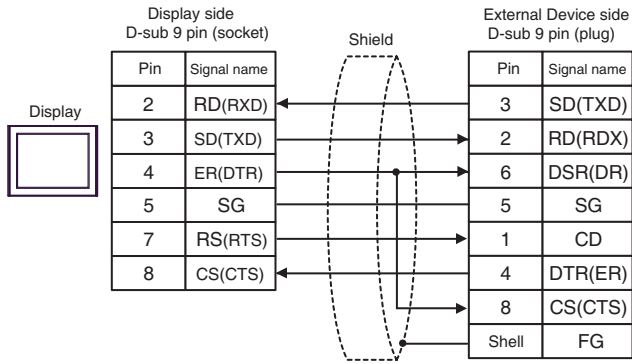 Display side
D-sub 9 pin (socket)
External Device side
D-sub 9 pin (plug)
Shield
Display
Pin Signal name
2 RD(RXD)
3 SD(TXD)
4 ER(DTR)
5 SG
7 RS(RTS)
8 CS(CTS)
Pin Signal name
3 SD(TXD)
2 RD(RDX)
6 DSR(DR)
5 SG
1 CD
4 DTR(ER)
8 CS(CTS)
Shell FG